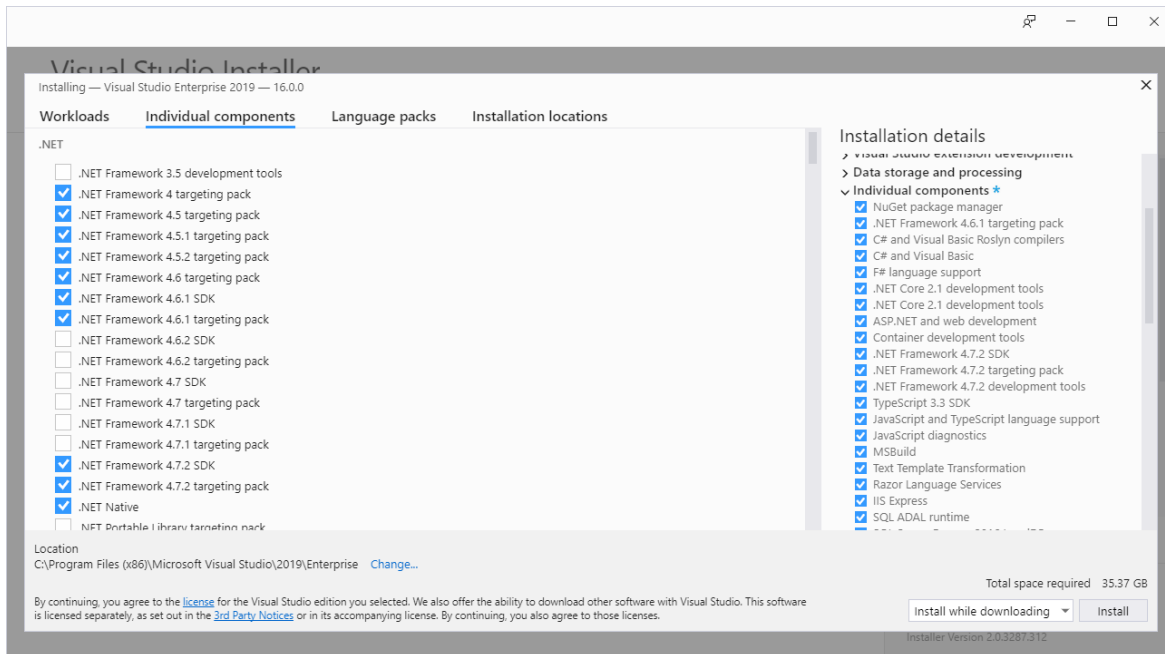 Visual Studio Installer
Installing — Visual Studio Enterprise 2019 — 16.0.0
Workloads
Individual components
Language packs
Installation locations
.NET
.NET Framework 3.5 development tools
.NET Framework 4 targeting pack
.NET Framework 4.5 targeting pack
.NET Framework 4.5.1 targeting pack
.NET Framework 4.5.2 targeting pack
.NET Framework 4.6 targeting pack
.NET Framework 4.6.1 SDK
.NET Framework 4.6.1 targeting pack
.NET Framework 4.6.2 SDK
.NET Framework 4.6.2 targeting pack
.NET Framework 4.7 SDK
.NET Framework 4.7 targeting pack
.NET Framework 4.7.1 SDK
.NET Framework 4.7.1 targeting pack
.NET Framework 4.7.2 SDK
.NET Framework 4.7.2 targeting pack
.NET Native
.NET Portable Library targeting pack
Installation details
Visual Studio extension development
Data storage and processing
Individual components *
NuGet package manager
.NET Framework 4.6.1 targeting pack
C# and Visual Basic Roslyn compilers
C# and Visual Basic
F# language support
.NET Core 2.1 development tools
.NET Core 2.1 development tools
ASP.NET and web development
Container development tools
.NET Framework 4.7.2 SDK
.NET Framework 4.7.2 targeting pack
.NET Framework 4.7.2 development tools
TypeScript 3.3 SDK
JavaScript and TypeScript language support
JavaScript diagnostics
MSBuild
Text Template Transformation
Razor Language Services
IIS Express
SQL ADAL runtime
Location
C:\Program Files (x86)\Microsoft Visual Studio\2019\Enterprise Change...
By continuing, you agree to the license for the Visual Studio edition you selected. We also offer the ability to download other software with Visual Studio. This software
is licensed separately, as set out in the 3rd Party Notices or in its accompanying license. By continuing, you also agree to those licenses.
Total space required 35.37 GB
Install while downloading
Install
Installer Version 2.0.3287.312